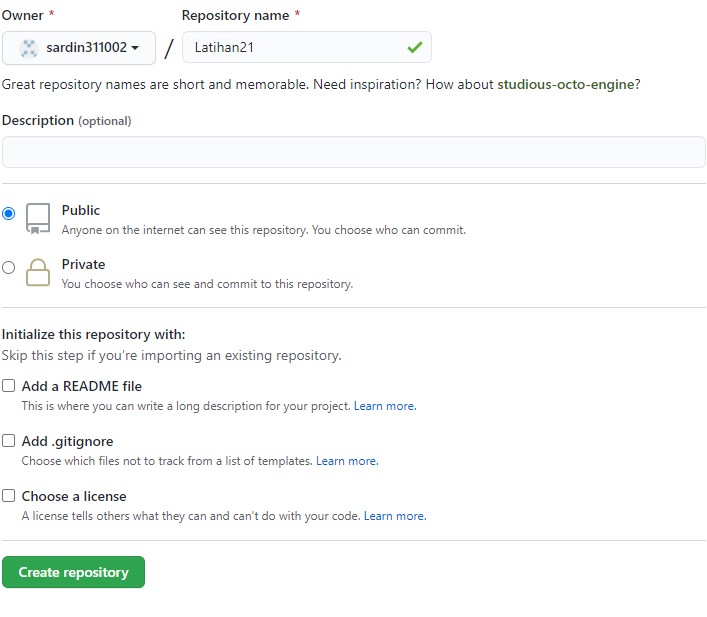 Owner * Repository name *
sardin311002 / Latihan21
Great repository names are short and memorable. Need inspiration? How about studious-octo-engine?
Description (optional)
Public
Anyone on the internet can see this repository. You choose who can commit.
Private
You choose who can see and commit to this repository.
Initialize this repository with:
Skip this step if you're importing an existing repository.
Add a README file
This is where you can write a long description for your project. Learn more.
Add .gitignore
Choose which files not to track from a list of templates. Learn more.
Choose a license
A license tells others what they can and can't do with your code. Learn more.
Create repository